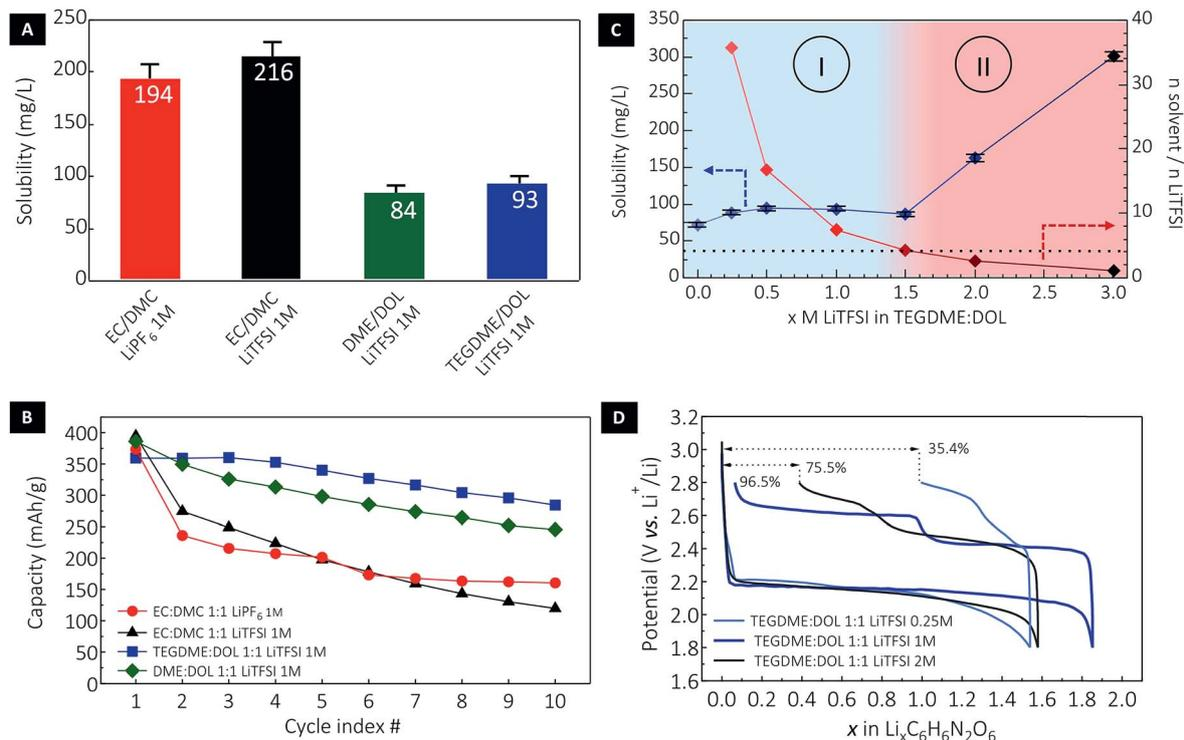 A
250
200
150
100
50
0
Solubility (mg/L)
194
216
84
93
EC/DMC
LiPF6 1M
EC/DMC
LiTFSI 1M
DME/DOL
LiTFSI 1M
TEGDME/DOL
LiTFSI 1M
C
350
300
250
200
150
100
50
0
Solubility (mg/L)
I
II
40
30
20
10
0
n solvent / n LiTFSI
0.0 0.5 1.0 1.5 2.0 2.5 3.0
x M LiTFSI in TEGDME:DOL
B
400
350
300
250
200
150
100
50
0
Capacity (mAh/g)
EC:DMC 1:1 LiPF6 1M
EC:DMC 1:1 LiTFSI 1M
TEGDME:DOL 1:1 LiTFSI 1M
DME:DOL 1:1 LiTFSI 1M
1 2 3 4 5 6 7 8 9 10
Cycle index #
D
3.2
3.0
2.8
2.6
2.4
2.2
2.0
1.8
1.6
Potential (V vs. Li+/Li)
35.4%
75.5%
96.5%
TEGDME:DOL 1:1 LiTFSI 0.25M
TEGDME:DOL 1:1 LiTFSI 1M
TEGDME:DOL 1:1 LiTFSI 2M
0.0 0.2 0.4 0.6 0.8 1.0 1.2 1.4 1.6 1.8 2.0
x in LixC6H6N2O6